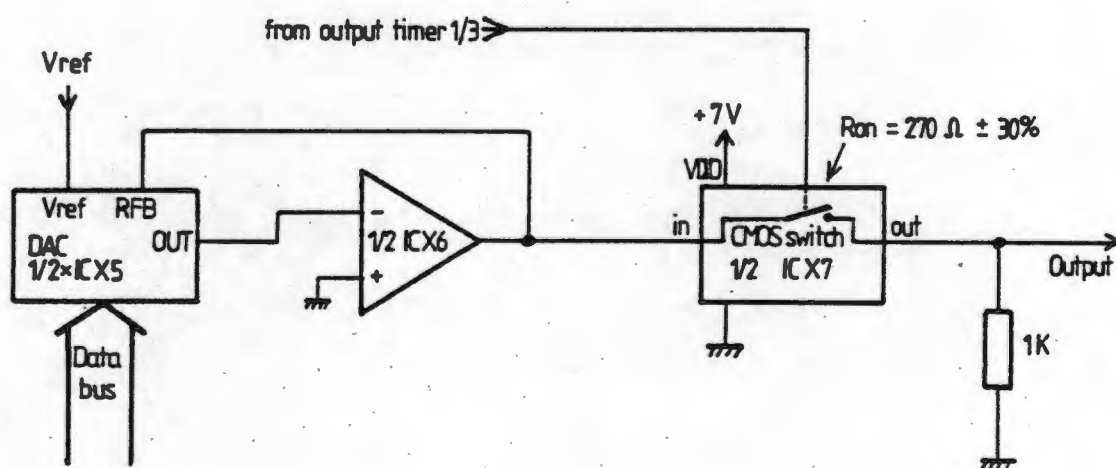 from output timer 1/3
Vref
+7V
Ron = 270 Ω ± 30%
VDD
Vref RFB
DAC
OUT
1/2×ICX5
-
1/2 ICX6
+
in
CMOS switch
1/2 ICX7
out
Output
1K
Data
bus